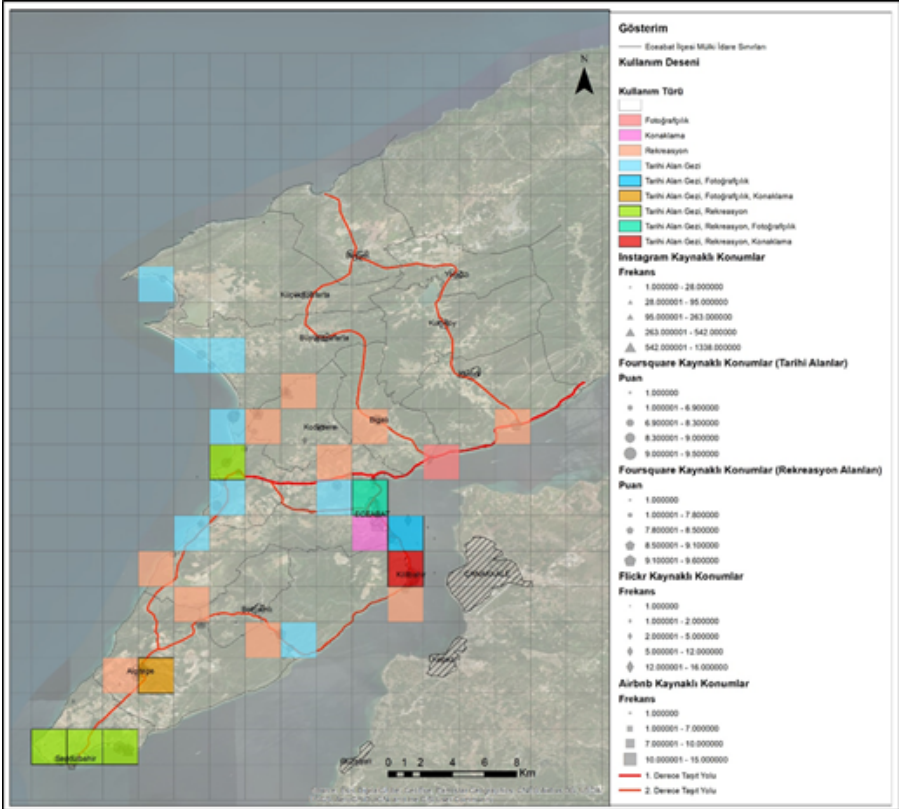 Gösterim
Eceabat İlçesi Mülki İdare Sınırları
Kullanım Deseni
Kullanım Türü
Fotoğrafçılık
Konaklama
Rekreasyon
Tarihi Alan Gezi
Tarihi Alan Gezi, Fotoğrafçılık
Tarihi Alan Gezi, Fotoğrafçılık, Konaklama
Tarihi Alan Gezi, Rekreasyon
Tarihi Alan Gezi, Rekreasyon, Fotoğrafçılık
Tarihi Alan Gezi, Rekreasyon, Konaklama
Instagram Kaynaklı Konumlar
Frekans
1.000000 - 28.000000
28.000001 - 95.000000
95.000001 - 263.000000
263.000001 - 542.000000
542.000001 - 1338.000000
Foursquare Kaynaklı Konumlar (Tarihi Alanlar)
Puan
1.000000
1.000001 - 6.900000
6.900001 - 8.300000
8.300001 - 9.000000
9.000001 - 9.500000
Foursquare Kaynaklı Konumlar (Rekreasyon Alanları)
Puan
1.000000
1.000001 - 7.800000
7.800001 - 8.500000
8.500001 - 9.100000
9.100001 - 9.600000
Flickr Kaynaklı Konumlar
Frekans
1.000000
1.000001 - 2.000000
2.000001 - 5.000000
5.000001 - 12.000000
12.000001 - 16.000000
Airbnb Kaynaklı Konumlar
Frekans
1.000000
1.000001 - 7.000000
7.000001 - 10.000000
10.000001 - 15.000000
1. Derece Taşıt Yolu
2. Derece Taşıt Yolu
N
Kocadere
Bigalı
ECEABAT
ÇANAKKALE
Kilitbahir
Alçıtepe
Seddülbahir
0 1 2 4 6 8
Km